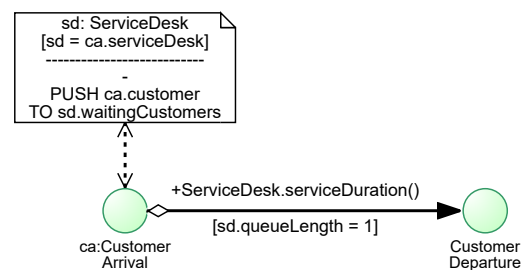 sd: ServiceDesk
[sd = ca.serviceDesk]
---------------------------
-
PUSH ca.customer
TO sd.waitingCustomers
+ServiceDesk.serviceDuration()
[sd.queueLength = 1]
ca:Customer
Arrival
Customer
Departure